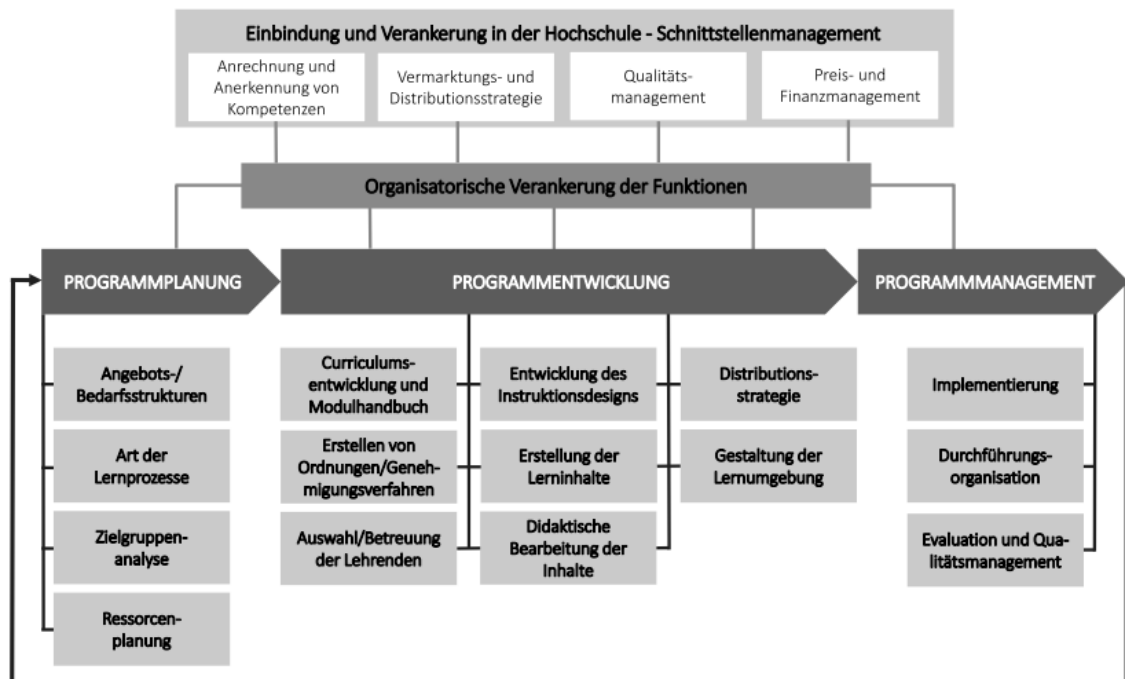 Einbindung und Verankerung in der Hochschule - Schnittstellenmanagement
Anrechnung und
Anerkennung von
Kompetenzen
Vermarktungs- und
Distributionsstrategie
Qualitäts-
management
Preis- und
Finanzmanagement
Organisatorische Verankerung der Funktionen
PROGRAMMPLANUNG
PROGRAMMENTWICKLUNG
PROGRAMMMANAGEMENT
Angebots-/
Bedarfsstrukturen
Art der
Lernprozesse
Zielgruppen-
analyse
Ressorcen-
planung
Curriculums-
entwicklung und
Modulhandbuch
Erstellen von
Ordnungen/Geneh-
migungsverfahren
Auswahl/Betreuung
der Lehrenden
Entwicklung des
Instruktionsdesigns
Erstellung der
Lerninhalte
Didaktische
Bearbeitung der
Inhalte
Distributions-
strategie
Gestaltung der
Lernumgebung
Implementierung
Durchführungs-
organisation
Evaluation und Qua-
litätsmanagement